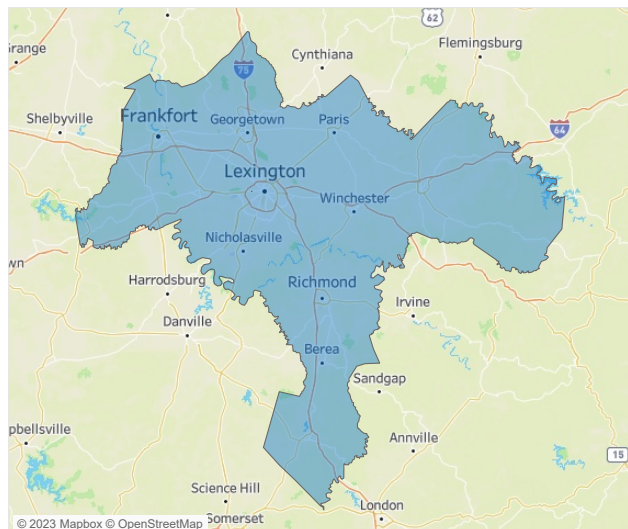 62
Grange
Cynthiana
Flemingsburg
75
Shelbyville
Frankfort
Georgetown
Paris
64
Lexington
Winchester
Nicholasville
own
Harrodsburg
Richmond
Irvine
Danville
Berea
Sandgap
pbellsville
Annville
15
Science Hill
London
Somerset
© 2023 Mapbox © OpenStreetMap